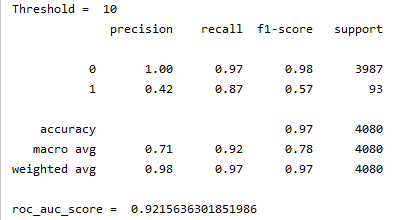 Threshold =  10
              precision    recall  f1-score   support

           0       1.00      0.97      0.98      3987
           1       0.42      0.87      0.57        93

    accuracy                           0.97      4080
   macro avg       0.71      0.92      0.78      4080
weighted avg       0.98      0.97      0.97      4080

roc_auc_score =  0.9215636301851986